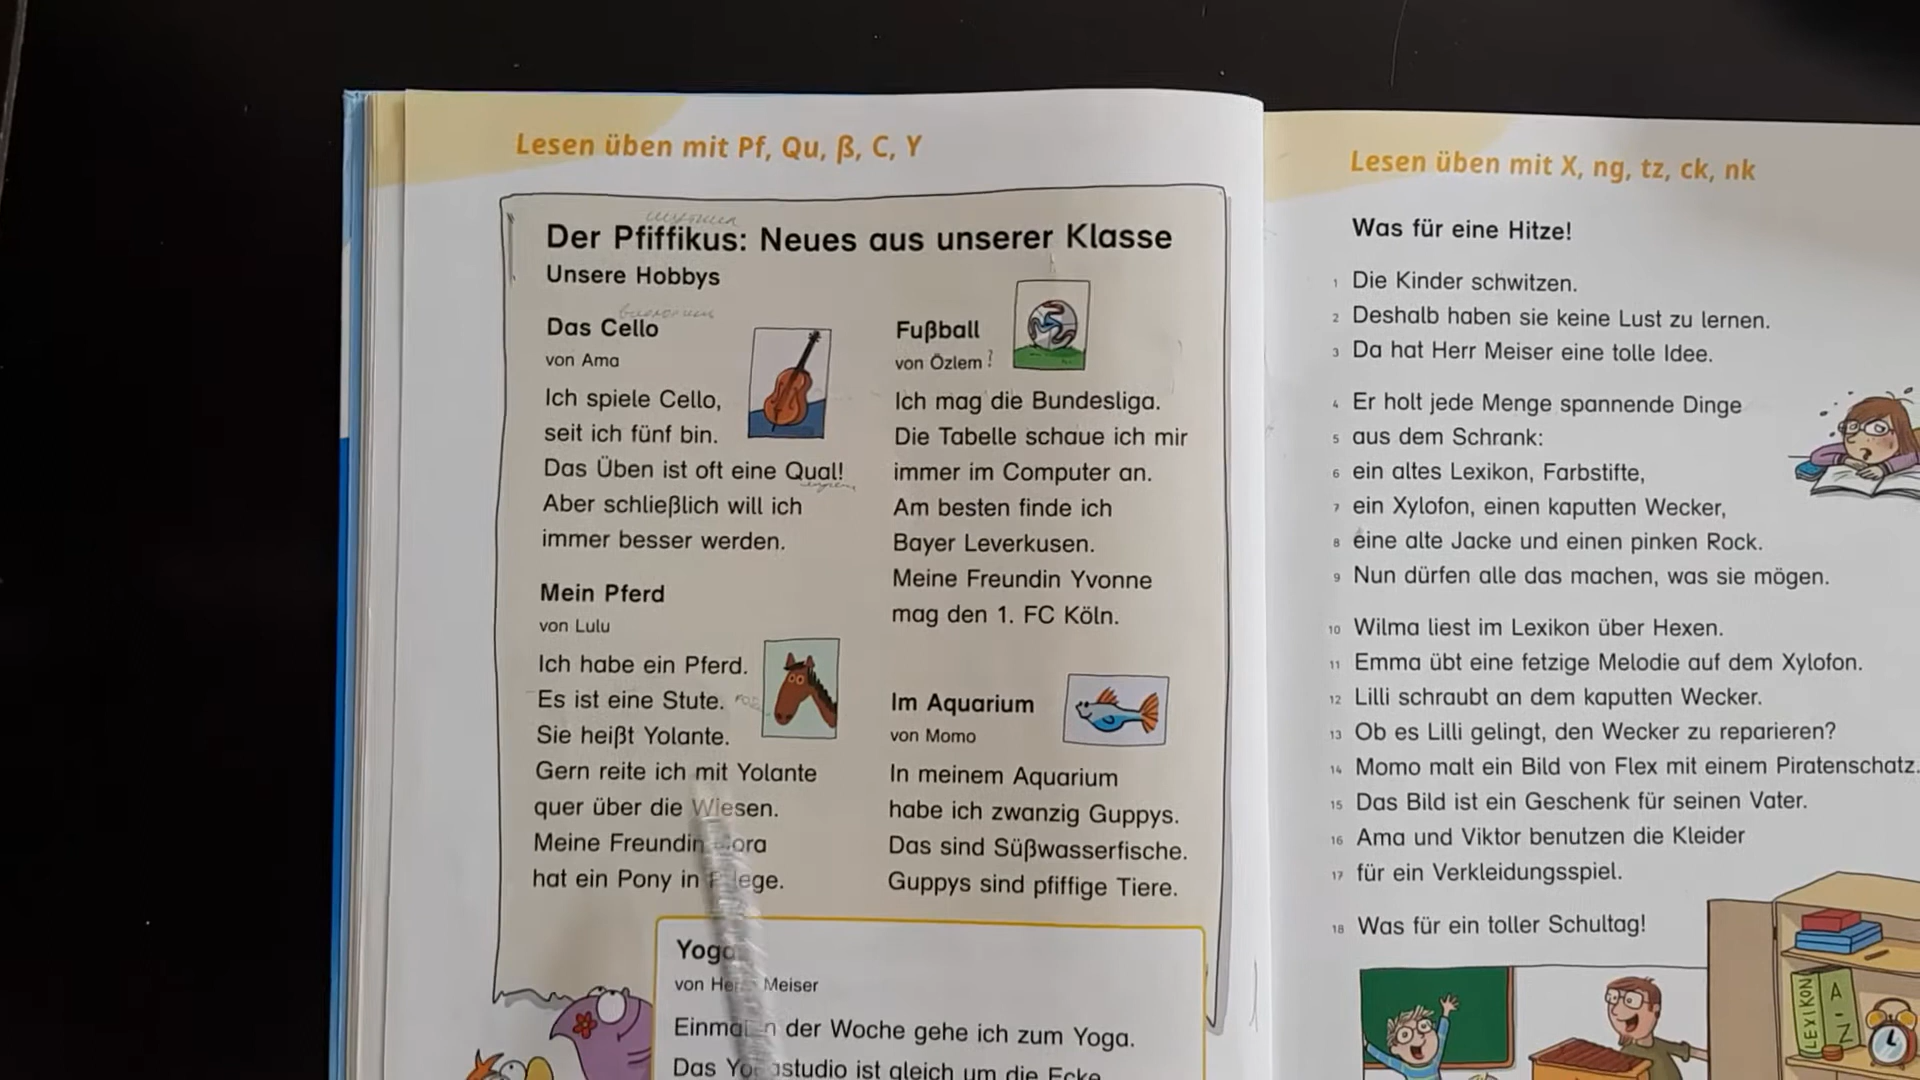 Lesen üben mit Pf, Qu, ß, C, Y
Der Pfiffikus: Neues aus unserer Klasse
Unsere Hobbys
Das Cello
von Ama
Ich spiele Cello,
seit ich fünf bin.
Das Üben ist oft eine Qual!
Aber schließlich will ich
immer besser werden.
Mein Pferd
von Lulu
Ich habe ein Pferd.
Es ist eine Stute.
Sie heißt Yolante.
Gern reite ich mit Yolante
quer über die Wiesen.
Meine Freundin
hat ein Pony in
Fußball
von Özlem ?
Ich mag die Bundesliga.
Die Tabelle schaue ich mir
immer im Computer an.
Am besten finde ich
Bayer Leverkusen.
Meine Freundin Yvonne
mag den 1. FC Köln.
Im Aquarium
von Momo
In meinem Aquarium
habe ich zwanzig Guppys.
Das sind Süßwasserfische.
Guppys sind pfiffige Tiere.
Yoga
von Meiser
der Woche gehe ich zum Yoga.
Das Yogastudio ist gleich um die Ecke
Lesen üben mit X, ng, tz, ck, nk
Was für eine Hitze!
1 Die Kinder schwitzen.
2 Deshalb haben sie keine Lust zu lernen.
3 Da hat Herr Meiser eine tolle Idee.
4 Er holt jede Menge spannende Dinge
5 aus dem Schrank:
6 ein altes Lexikon, Farbstifte,
7 ein Xylofon, einen kaputten Wecker,
8 eine alte Jacke und einen pinken Rock.
9 Nun dürfen alle das machen, was sie mögen.
10 Wilma liest im Lexikon über Hexen.
11 Emma übt eine fetzige Melodie auf dem Xylofon.
12 Lilli schraubt an dem kaputten Wecker.
13 Ob es Lilli gelingt, den Wecker zu reparieren?
14 Momo malt ein Bild von Flex mit einem Piratenschatz.
15 Das Bild ist ein Geschenk für seinen Vater.
16 Ama und Viktor benutzen die Kleider
17 für ein Verkleidungsspiel.
18 Was für ein toller Schultag!
LEXIKON
A
-
Z